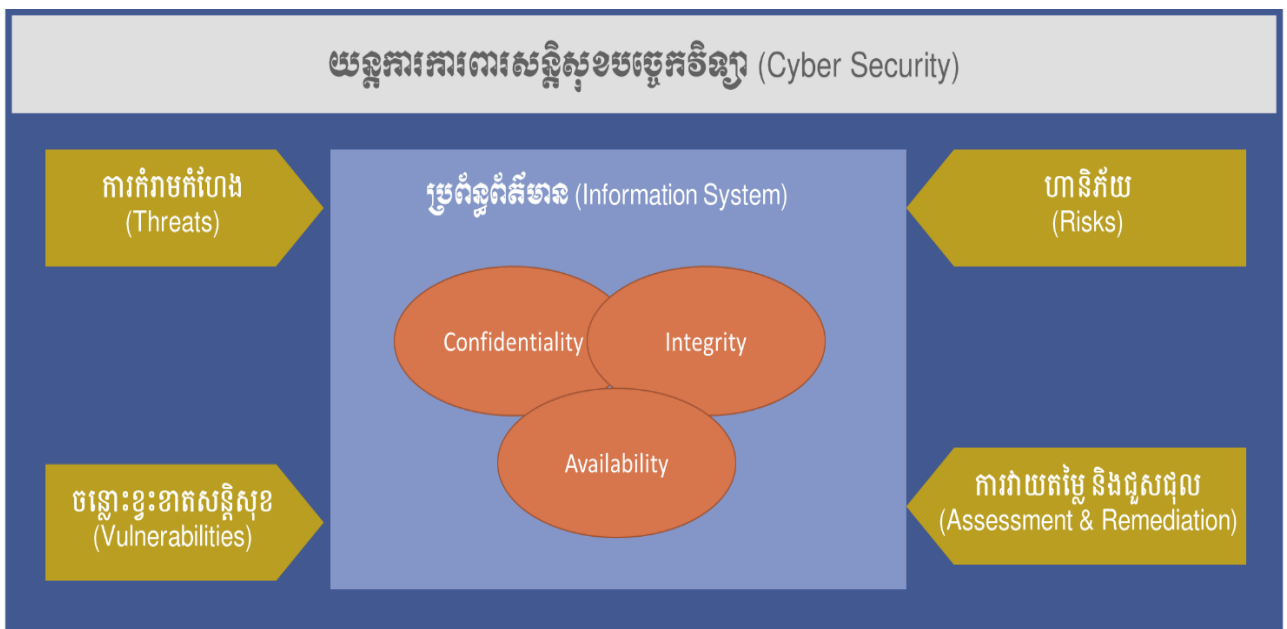 យន្តការការពារសន្តិសុខបច្ចេកវិទ្យា (Cyber Security)
ការកំរាមកំហែង
(Threats)
ប្រព័ន្ធព័ត៌មាន (Information System)
ហានិភ័យ
(Risks)
Confidentiality
Integrity
Availability
ចន្លោះខ្វះខាតសន្តិសុខ
(Vulnerabilities)
ការវាយតម្លៃ និងជួសជុល
(Assessment & Remediation)